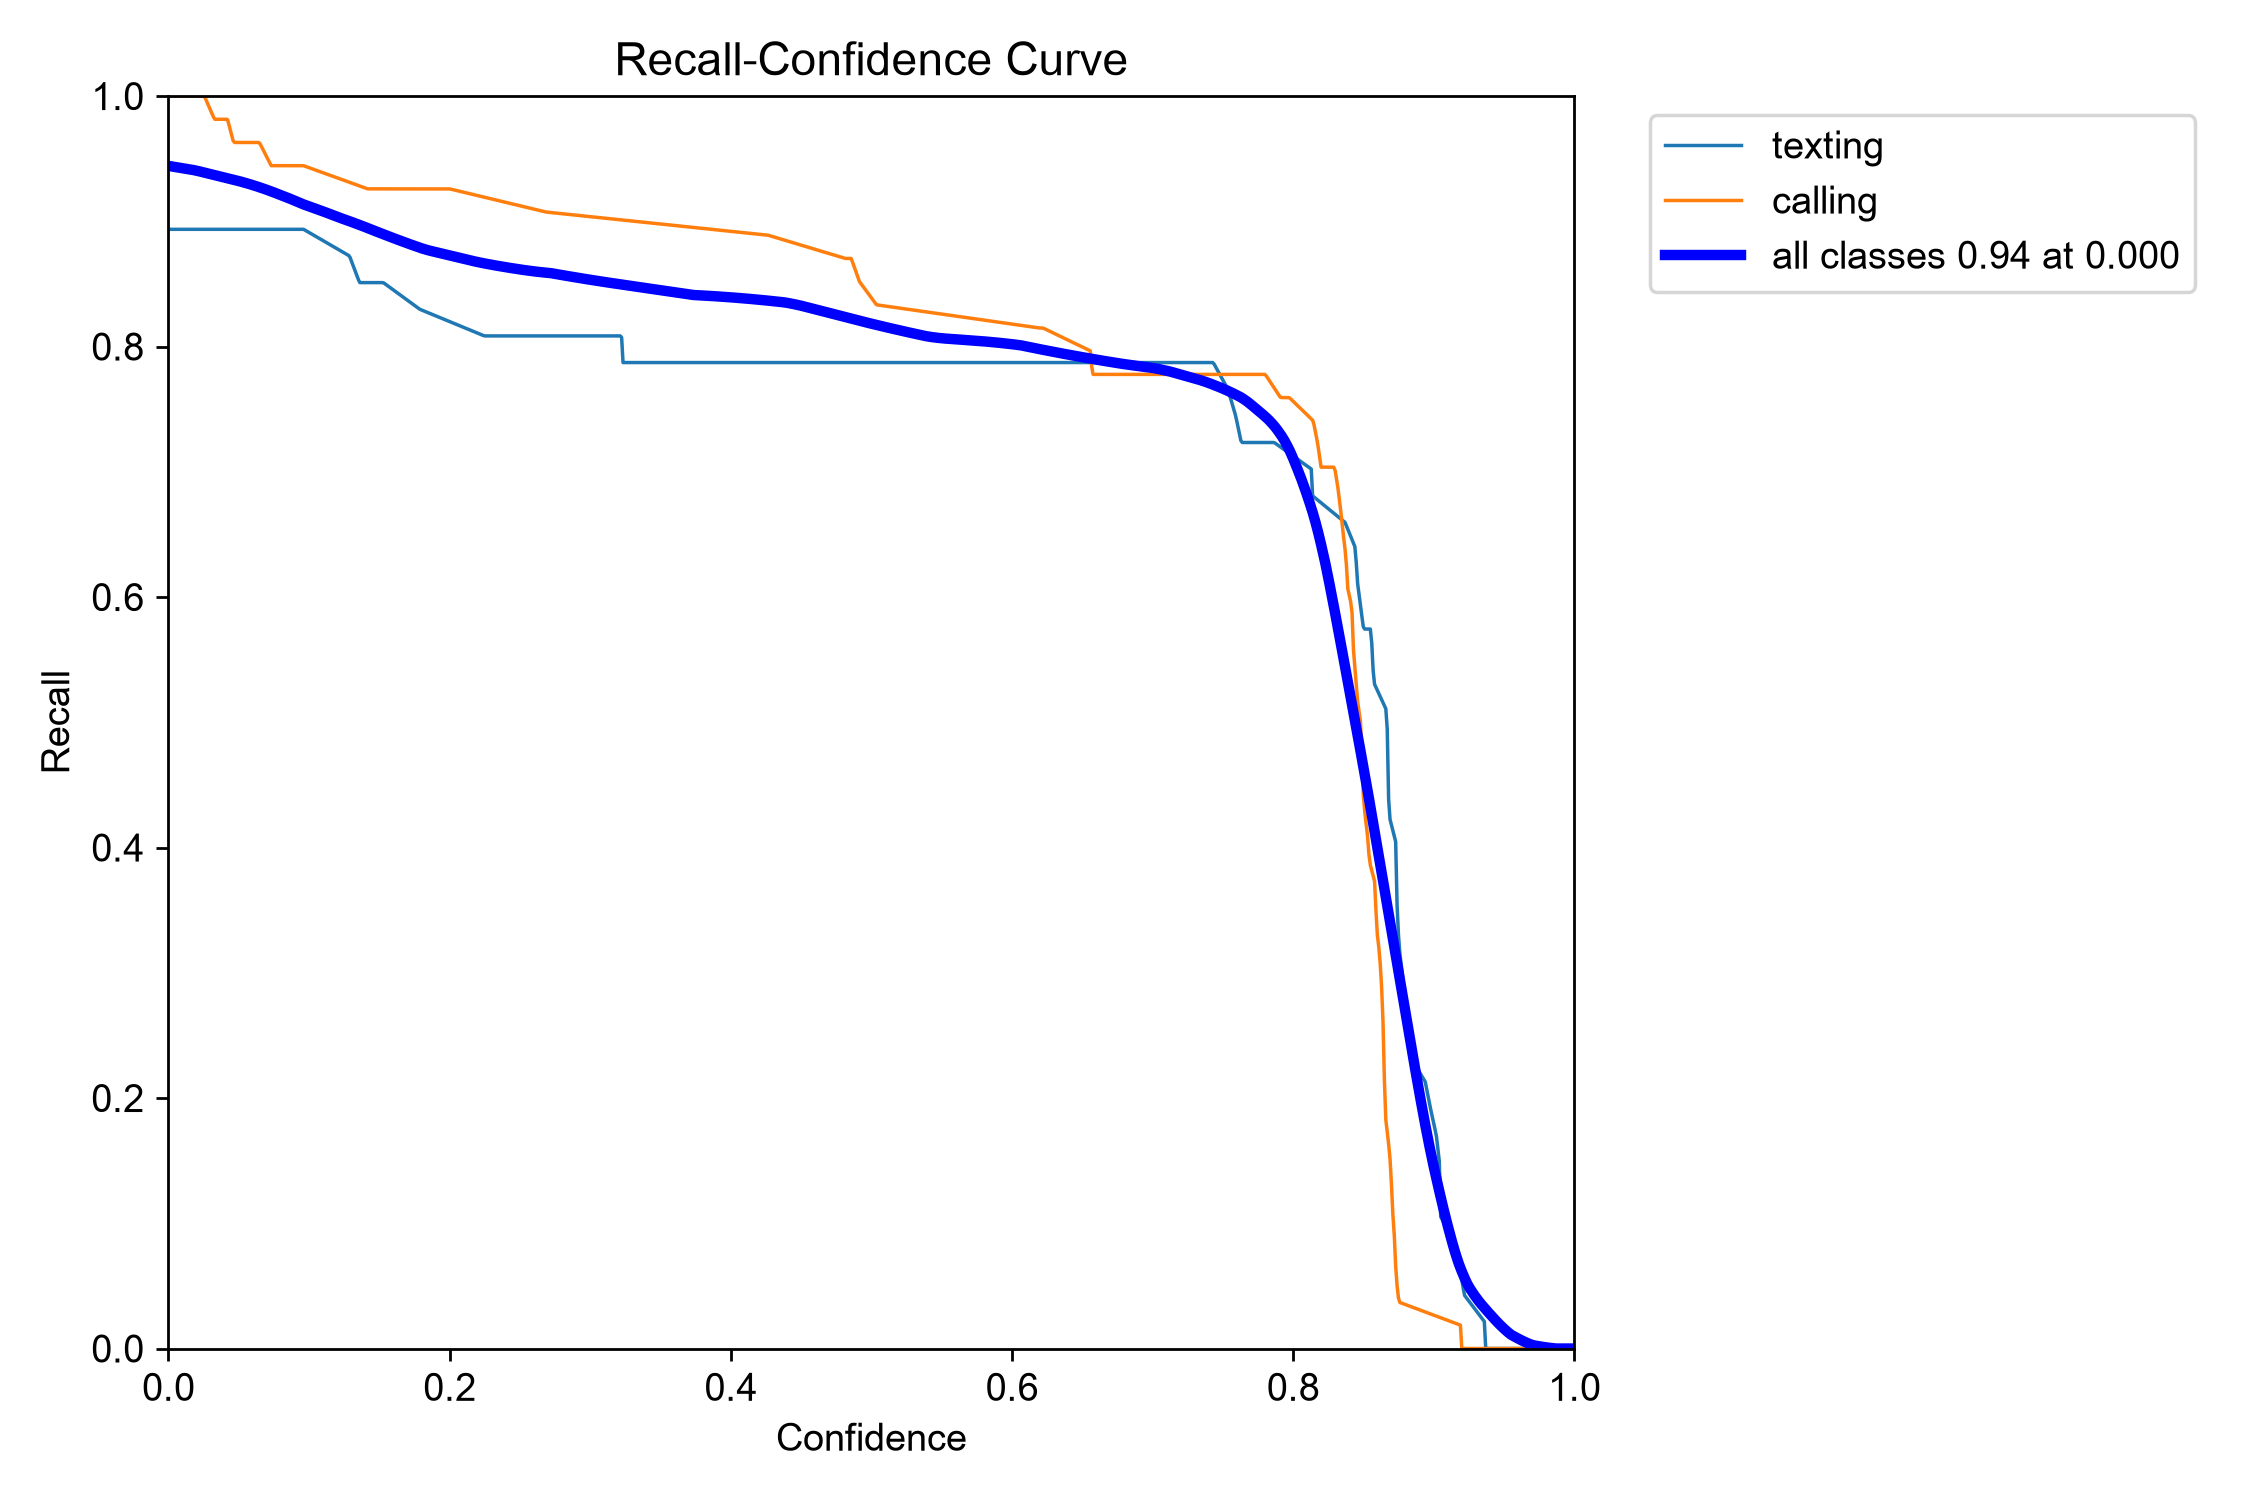 Recall-Confidence Curve
1.0
0.8
0.6
0.4
0.2
0.0
Recall
0.0 0.2 0.4 0.6 0.8 1.0
Confidence
texting
calling
all classes 0.94 at 0.000